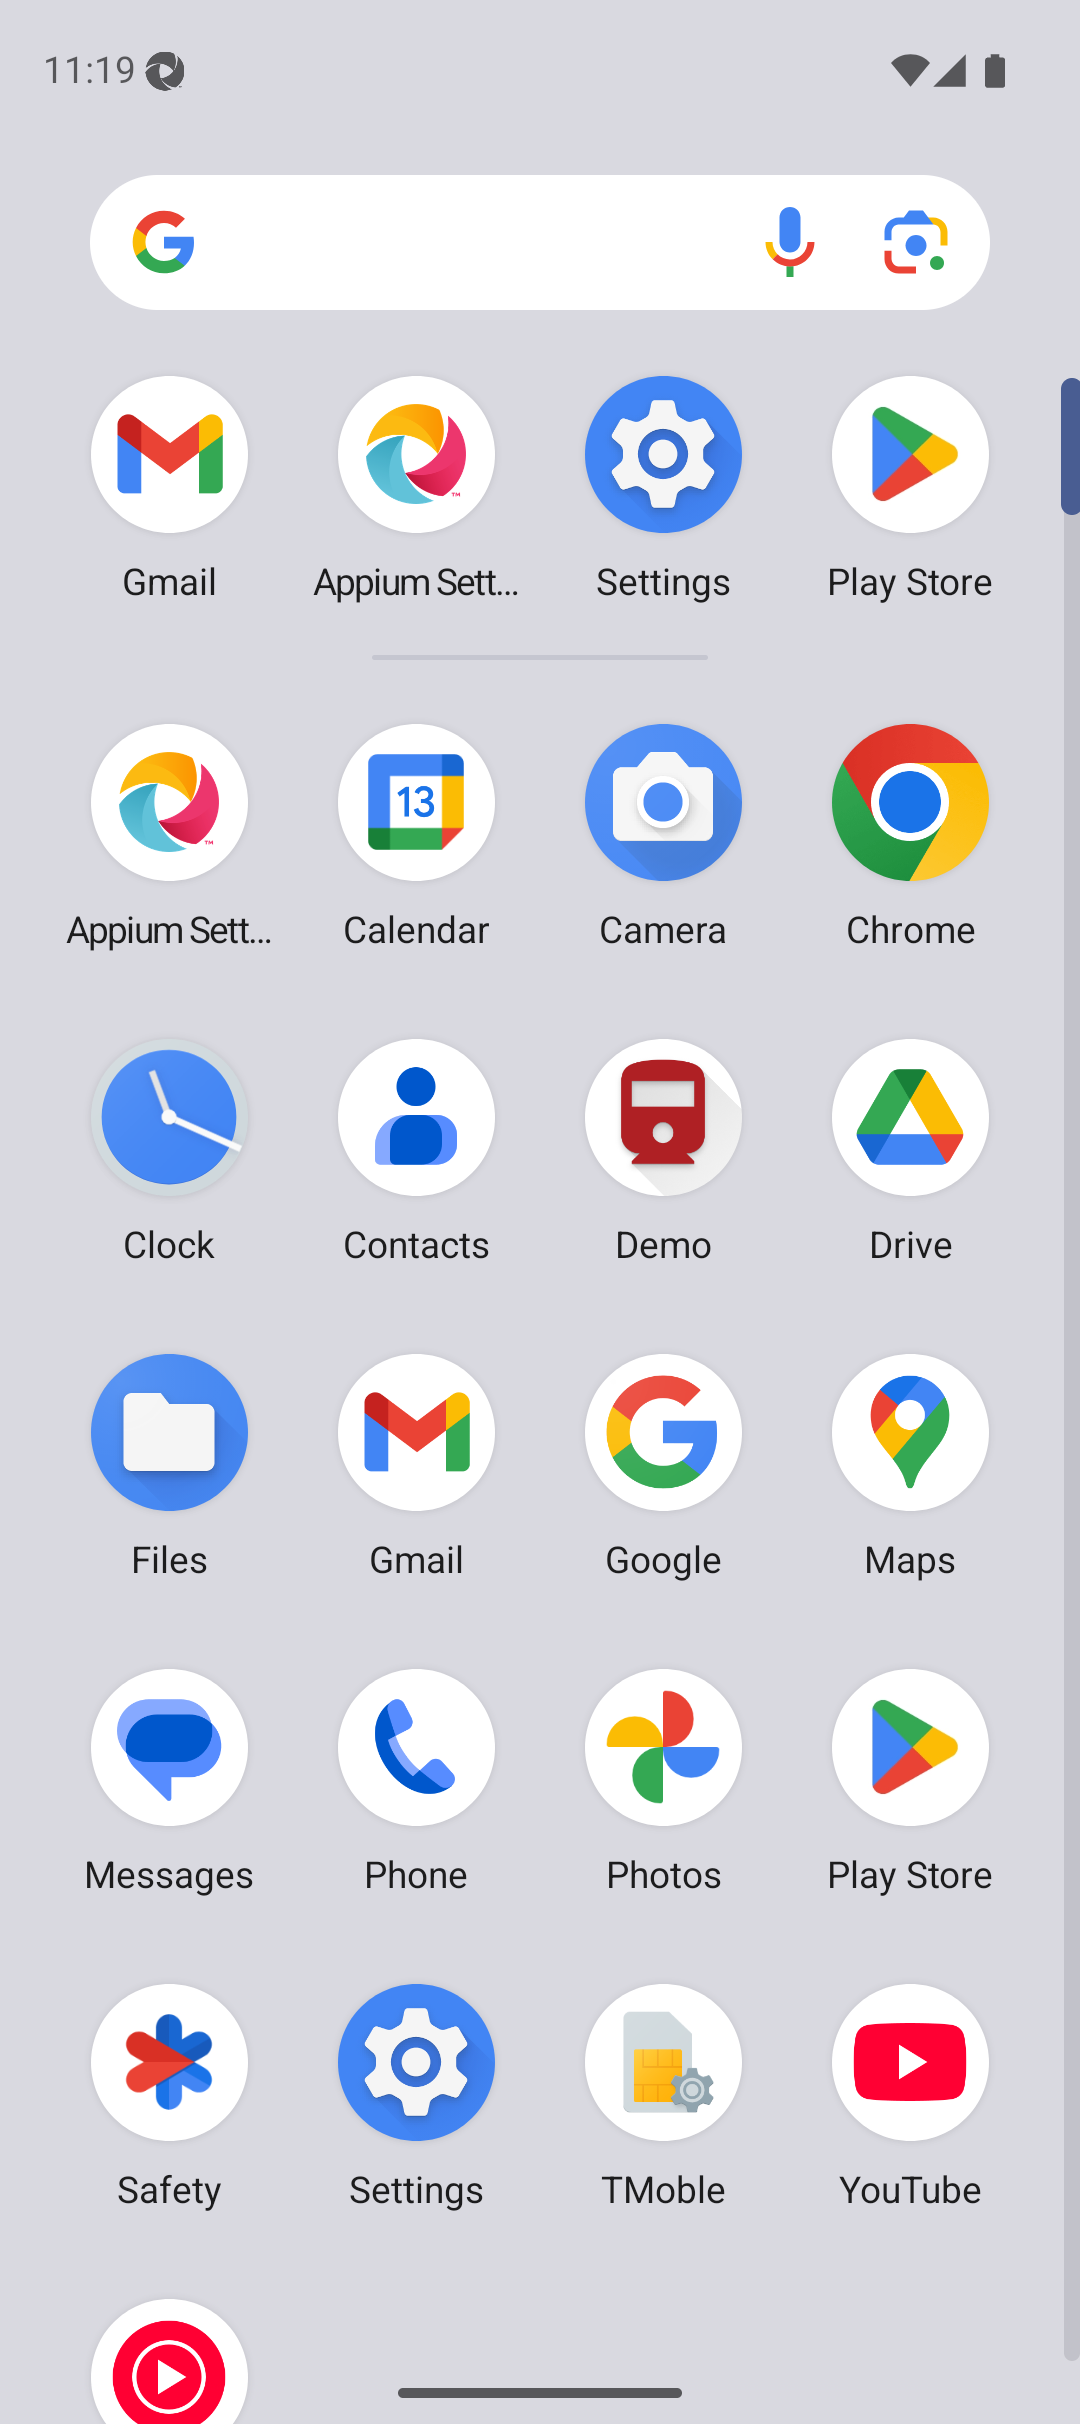 11:19
Gmail Appium Sett... Settings Play Store
13
Appium Sett... Calendar Camera Chrome
Clock Contacts Demo Drive
Files Gmail Google Maps
Messages Phone Photos Play Store
Safety Settings TMoble YouTube